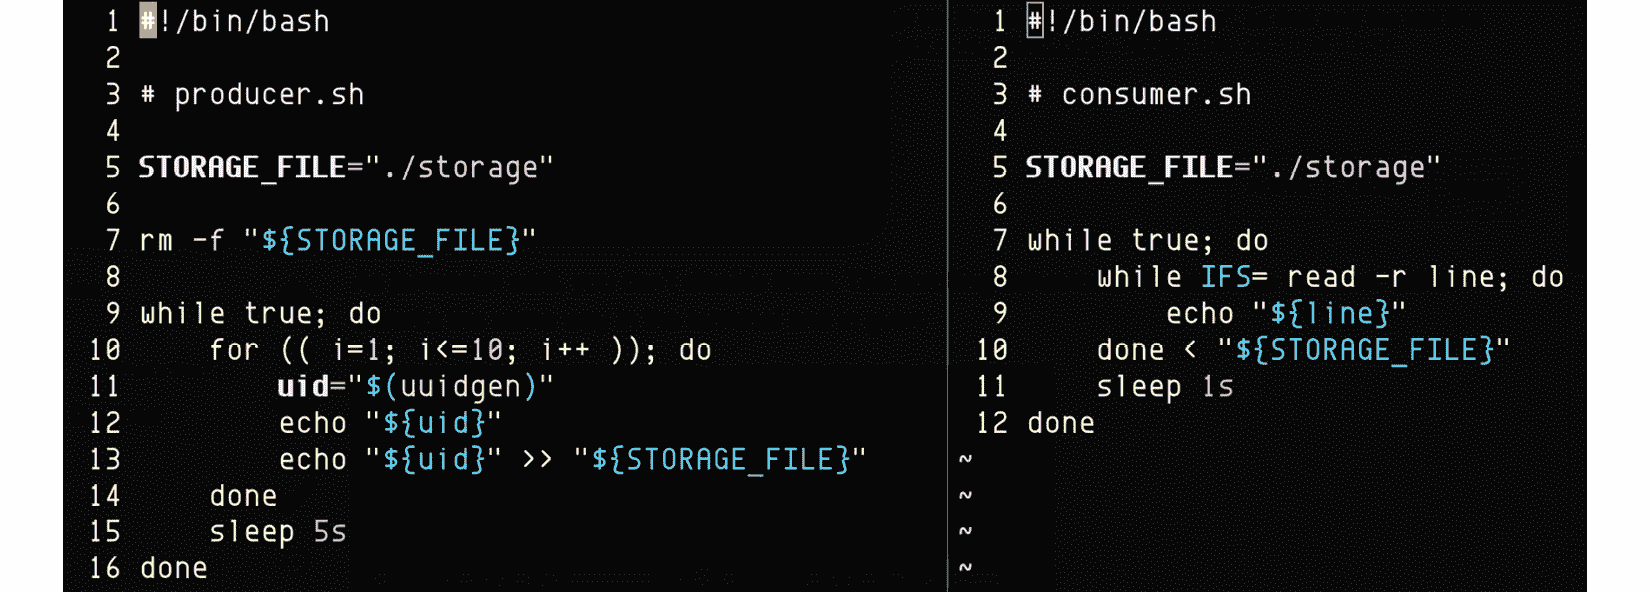 1 #!/bin/bash
2
3 # producer.sh
4
5 STORAGE_FILE="./storage"
6
7 rm -f "${STORAGE_FILE}"
8
9 while true; do
10     for (( i=1; i<=10; i++ )); do
11         uid="$(uuidgen)"
12         echo "${uid}"
13         echo "${uid}" >> "${STORAGE_FILE}"
14     done
15     sleep 5s
16 done
1 #!/bin/bash
2
3 # consumer.sh
4
5 STORAGE_FILE="./storage"
6
7 while true; do
8     while IFS= read -r line; do
9         echo "${line}"
10     done < "${STORAGE_FILE}"
11     sleep 1s
12 done
~
~
~
~